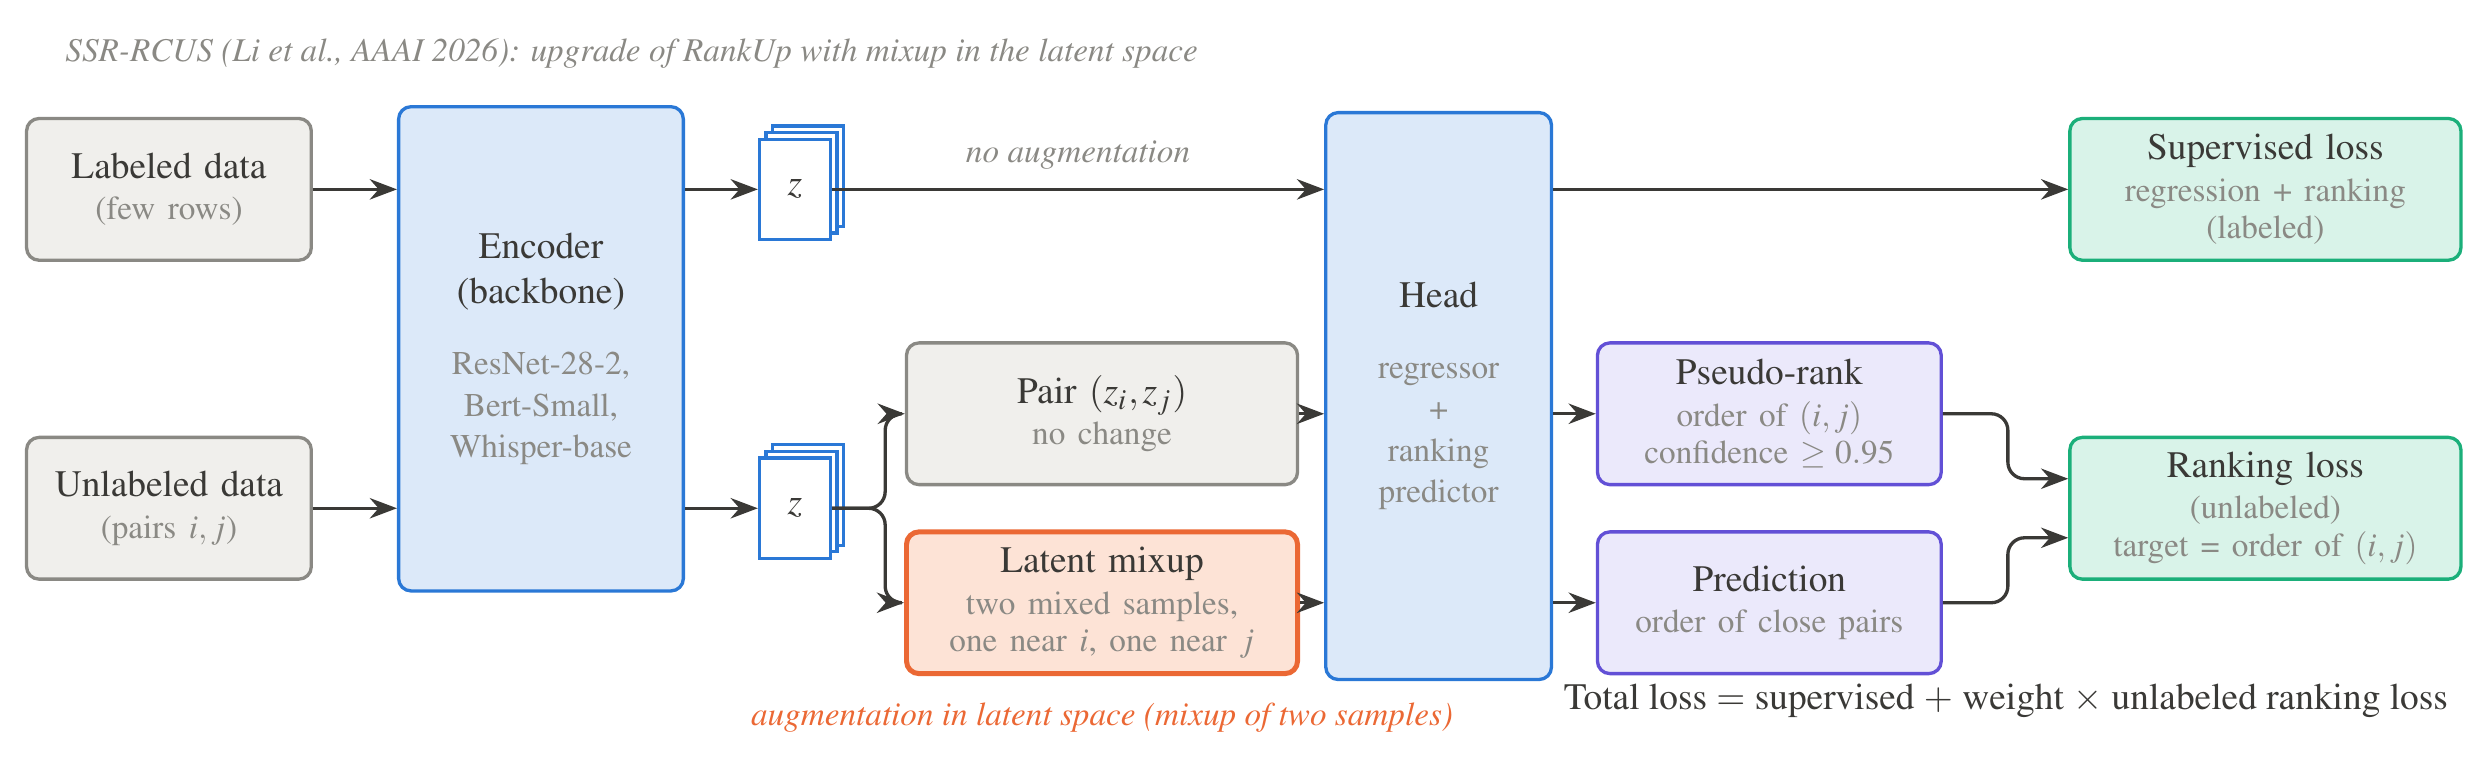 SSR-RCUS (Li et al., AAAI 2026): upgrade of RankUp with mixup in the latent space
Labeled data
(few rows)
Unlabeled data
(pairs i, j)
Encoder
(backbone)
ResNet-28-2,
Bert-Small,
Whisper-base
z
no augmentation
z
Pair (z_i, z_j)
no change
Latent mixup
two mixed samples,
one near i, one near j
augmentation in latent space (mixup of two samples)
Head
regressor
+
ranking
predictor
Pseudo-rank
order of (i, j)
confidence ≥ 0.95
Prediction
order of close pairs
Supervised loss
regression + ranking
(labeled)
Ranking loss
(unlabeled)
target = order of (i, j)
Total loss = supervised + weight × unlabeled ranking loss